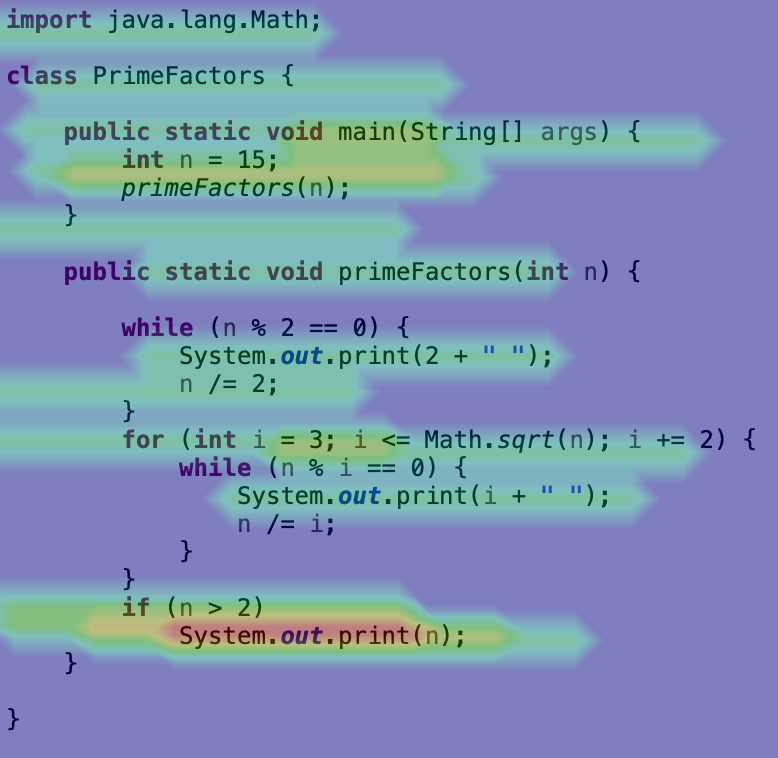 import java.lang.Math;
class PrimeFactors {
public static void main(String[] args) {
int n = 15;
primeFactors(n);
}
public static void primeFactors(int n) {
while (n % 2 == 0) {
System.out.print(2 + " ");
n /= 2;
}
for (int i = 3; i <= Math.sqrt(n); i += 2) {
while (n % i == 0) {
System.out.print(i + " ");
n /= i;
}
}
if (n > 2)
System.out.print(n);
}
}